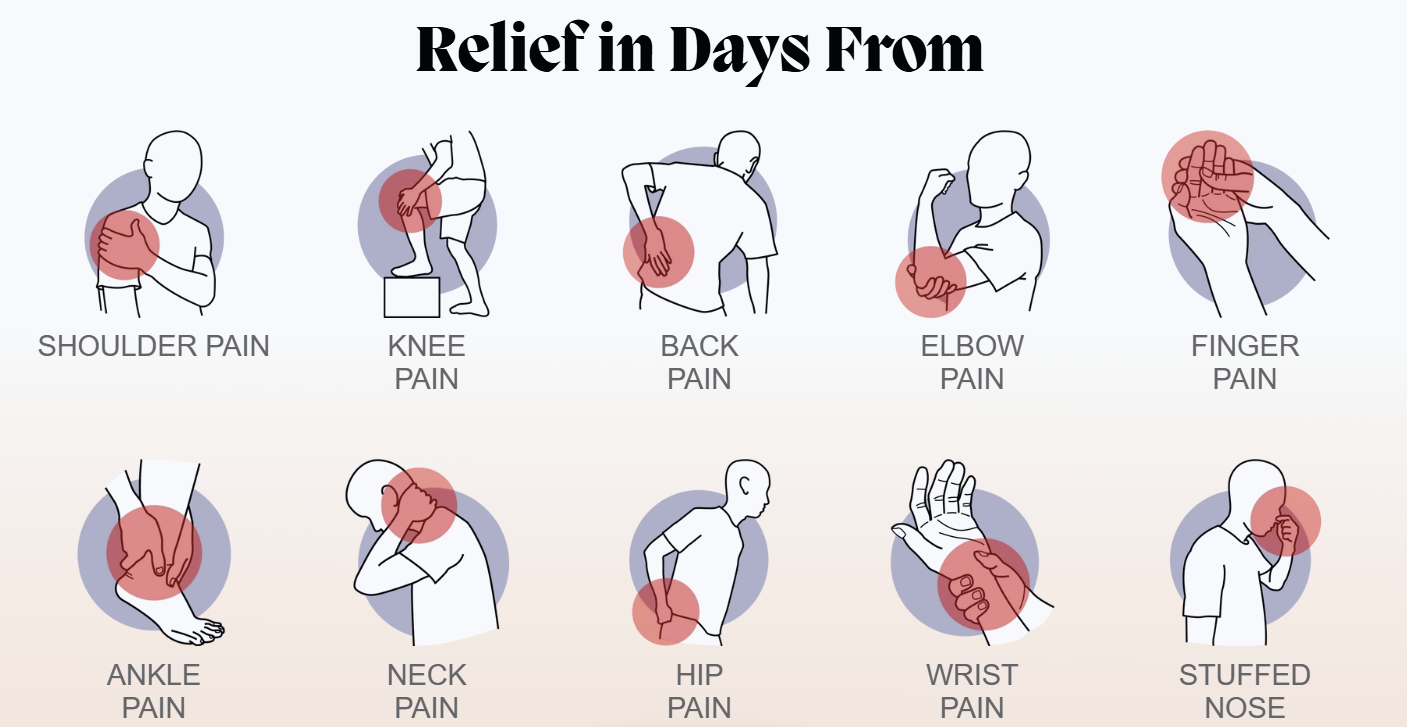 Relief in Days From
SHOULDER PAIN
KNEE
PAIN
BACK
PAIN
ELBOW
PAIN
FINGER
PAIN
ANKLE
PAIN
NECK
PAIN
HIP
PAIN
WRIST
PAIN
STUFFED
NOSE